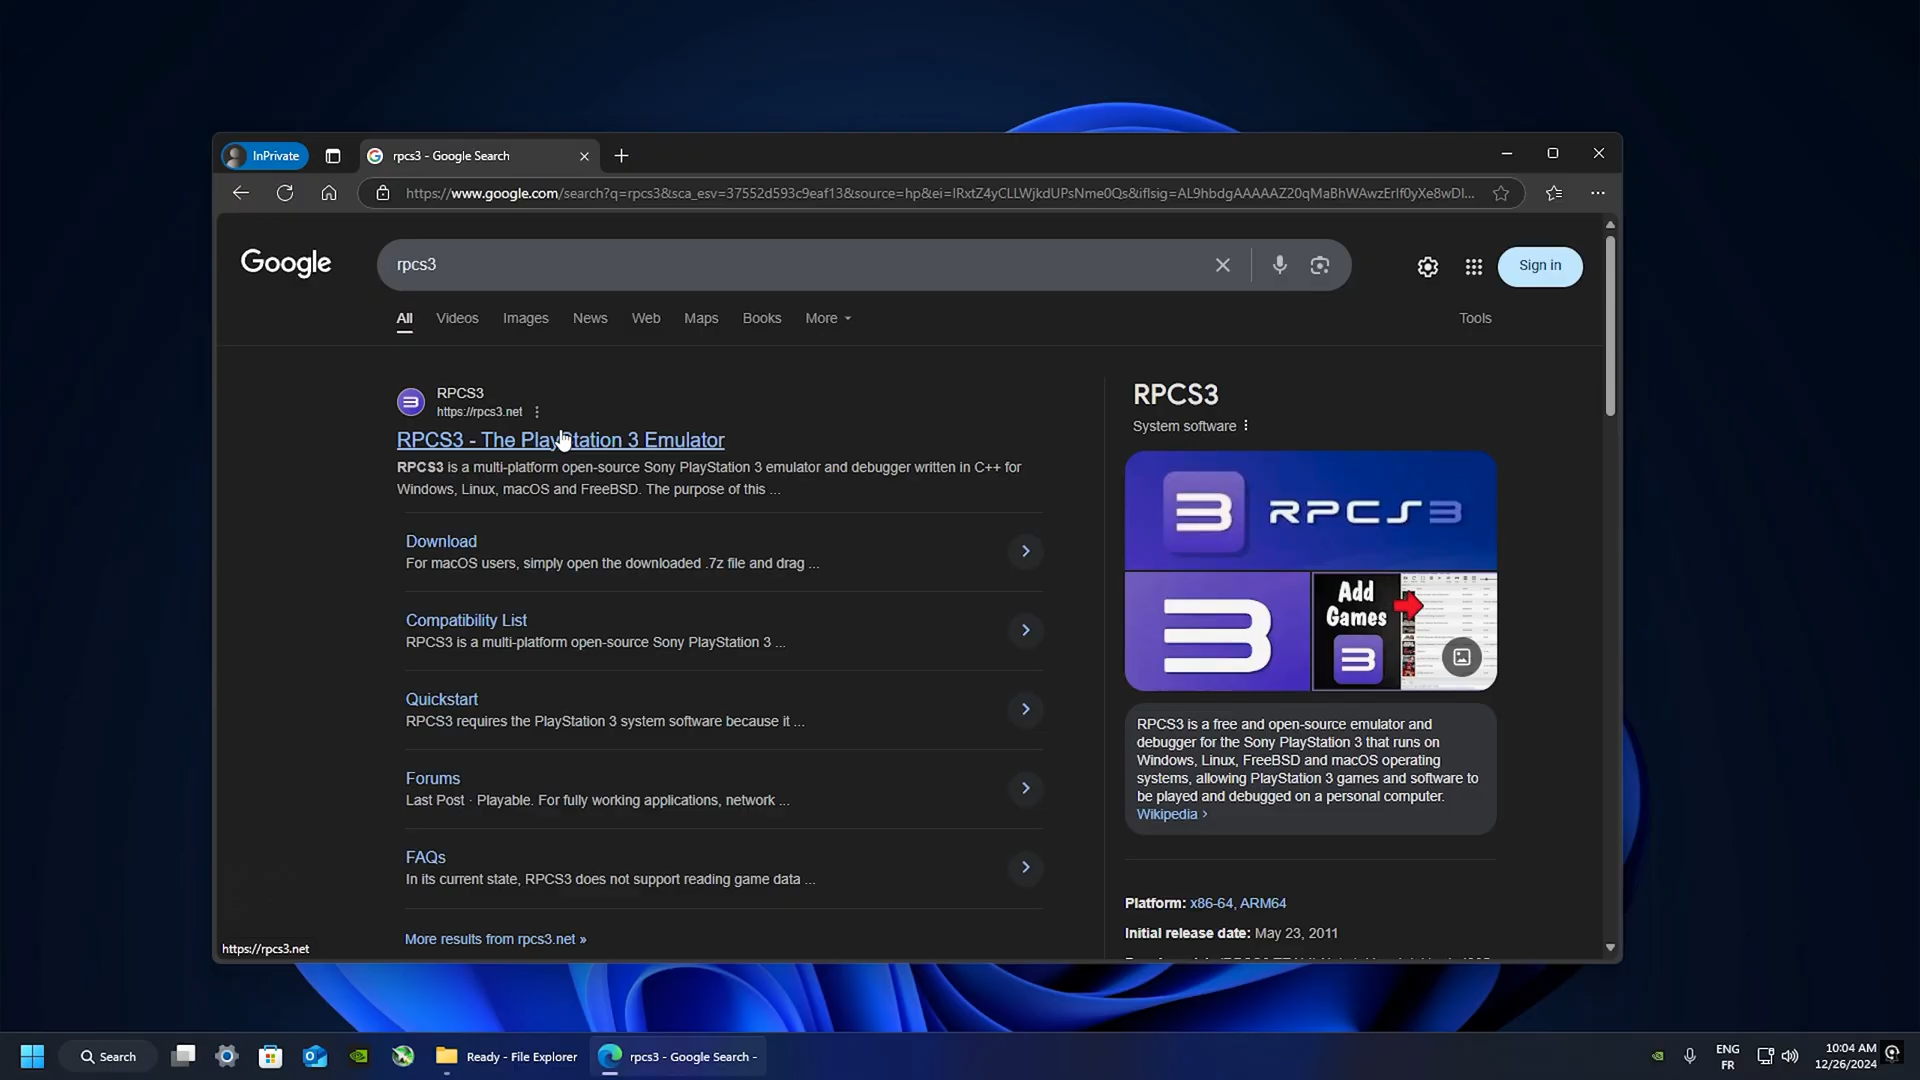 InPrivate
rpcs3 - Google Search
https://www.google.com/search?q=rpcs3&sca_esv=37552d593c9eaf13&source=hp&ei=
Google
rpcs3
Sign in
All Videos Images News Web Maps Books More
Tools
RPCS3
https://rpcs3.net
RPCS3 - The PlayStation 3 Emulator
RPCS3 is a multi-platform open-source Sony PlayStation 3 emulator and debugger written in C++ for
Windows, Linux, macOS and FreeBSD. The purpose of this ...
Download
For macOS users, simply open the downloaded .7z file and drag ...
Compatibility List
RPCS3 is a multi-platform open-source Sony PlayStation 3 ...
Quickstart
RPCS3 requires the PlayStation 3 system software because it ...
Forums
Last Post · Playable. For fully working applications, network ...
FAQs
In its current state, RPCS3 does not support reading game data ...
More results from rpcs3.net »
RPCS3
System software
RPCS3
Add
Games
RPCS3 is a free and open-source emulator and
debugger for the Sony PlayStation 3 that runs on
Windows, Linux, FreeBSD and macOS operating
systems, allowing PlayStation 3 games and software to
be played and debugged on a personal computer.
Wikipedia ›
Platform: x86-64, ARM64
Initial release date: May 23, 2011
https://rpcs3.net
Search
Ready - File Explorer
rpcs3 - Google Search -
ENG
FR
10:04 AM
12/26/2024